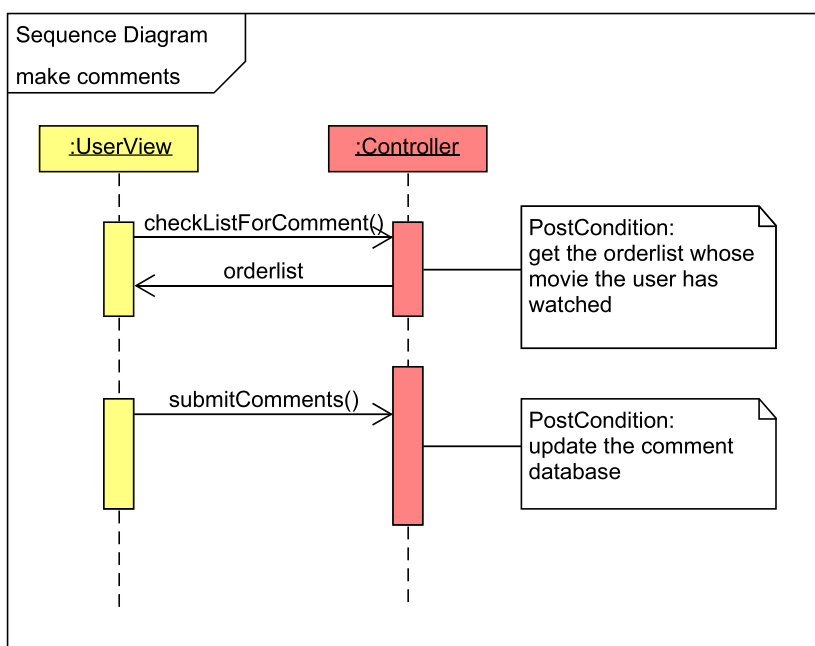 Sequence Diagram
make comments
:UserView
:Controller
checkListForComment()
orderlist
PostCondition:
get the orderlist whose
movie the user has
watched
submitComments()
PostCondition:
update the comment
database